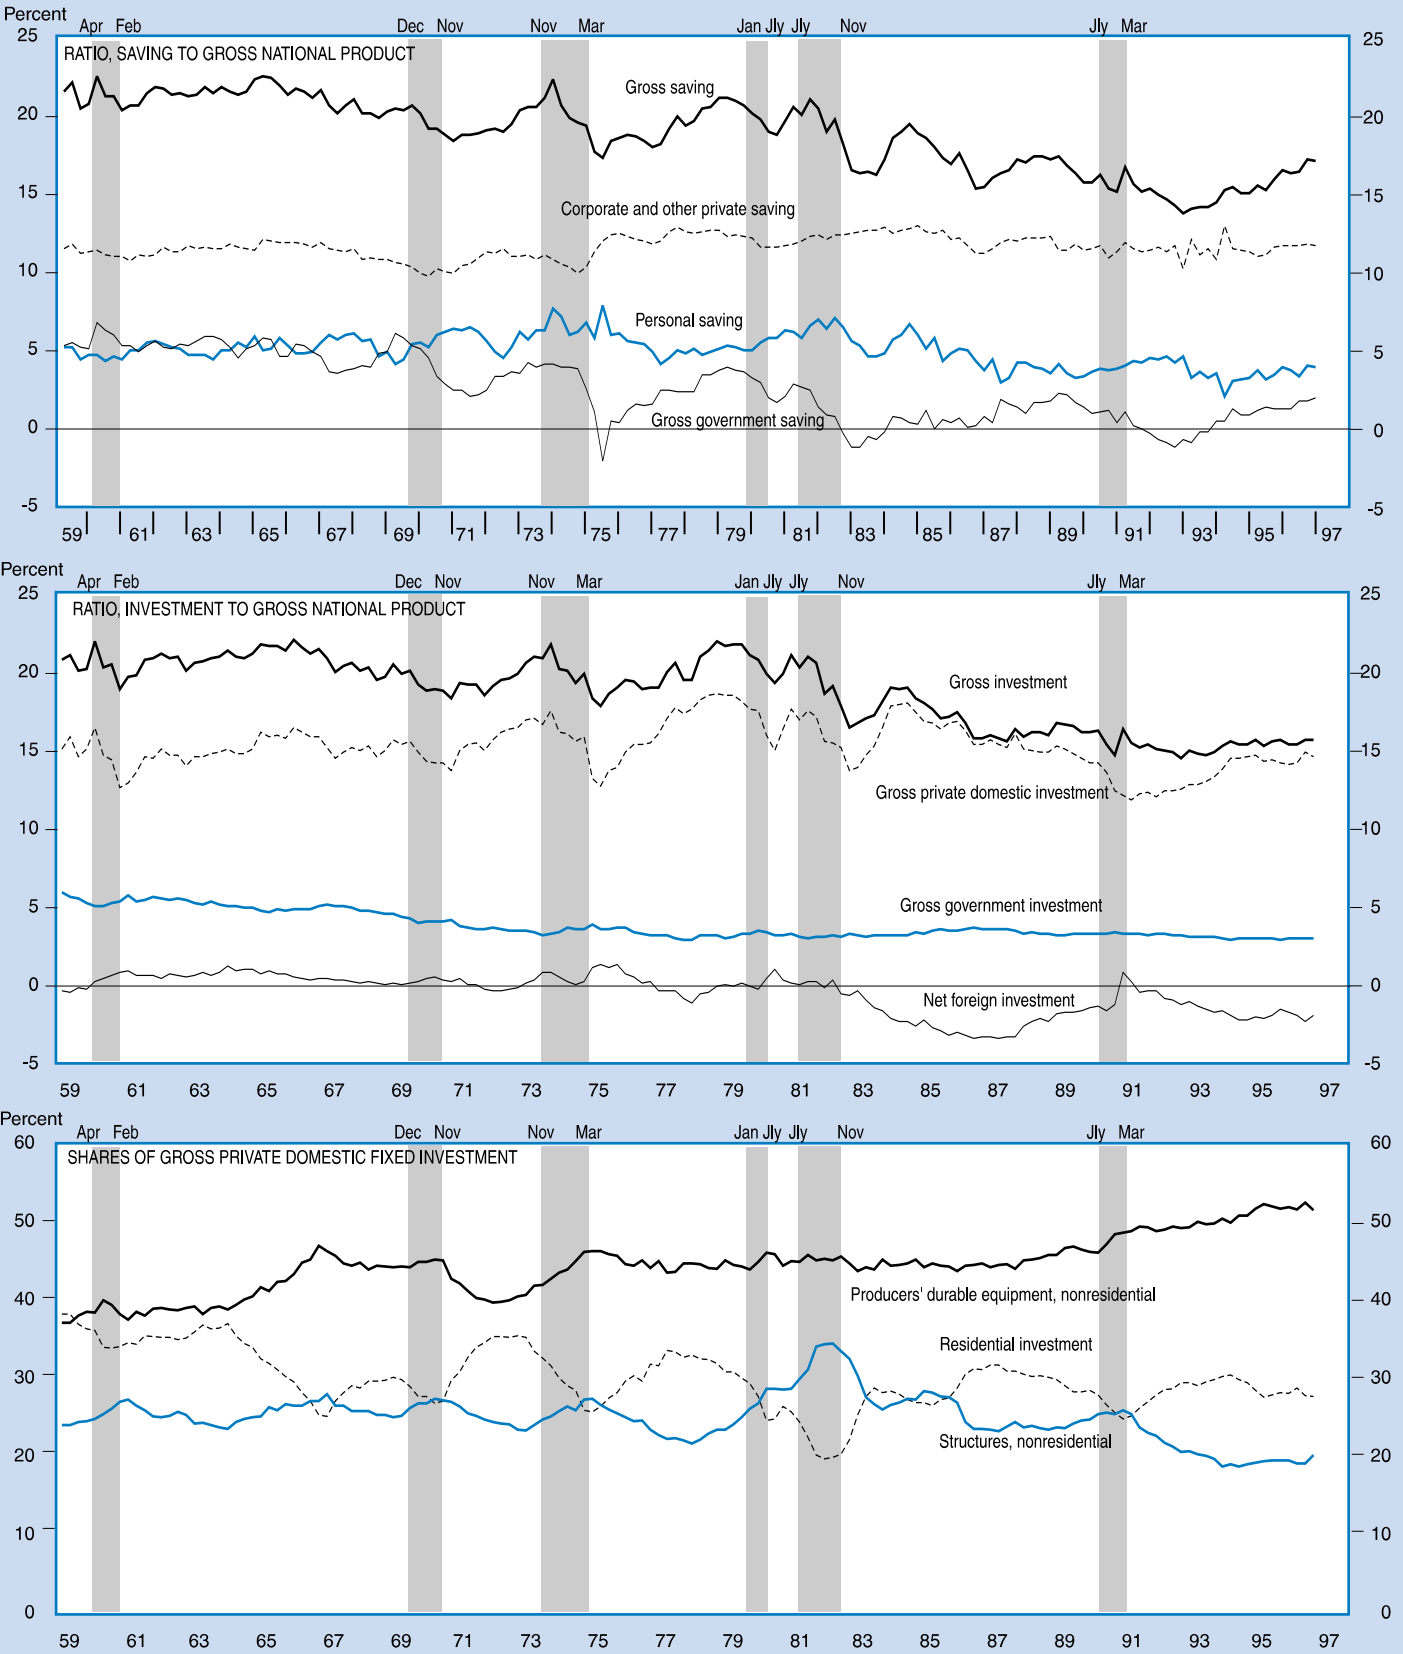 Percent
Apr Feb Dec Nov Nov Mar Jan Jly Jly Nov Jly Mar
25 25
RATIO, SAVING TO GROSS NATIONAL PRODUCT
Gross saving
20 20
15 15
Corporate and other private saving
10 10
Personal saving
5 5
Gross government saving
0 0
-5 -5
59 61 63 65 67 69 71 73 75 77 79 81 83 85 87 89 91 93 95 97
Percent
Apr Feb Dec Nov Nov Mar Jan Jly Jly Nov Jly Mar
25 25
RATIO, INVESTMENT TO GROSS NATIONAL PRODUCT
20 20
Gross investment
15 15
Gross private domestic investment
10 10
5 5
Gross government investment
0 0
Net foreign investment
-5 -5
59 61 63 65 67 69 71 73 75 77 79 81 83 85 87 89 91 93 95 97
Percent
Apr Feb Dec Nov Nov Mar Jan Jly Jly Nov Jly Mar
60 60
SHARES OF GROSS PRIVATE DOMESTIC FIXED INVESTMENT
50 50
Producers' durable equipment, nonresidential
40 40
Residential investment
30 30
Structures, nonresidential
20 20
10 10
0 0
59 61 63 65 67 69 71 73 75 77 79 81 83 85 87 89 91 93 95 97